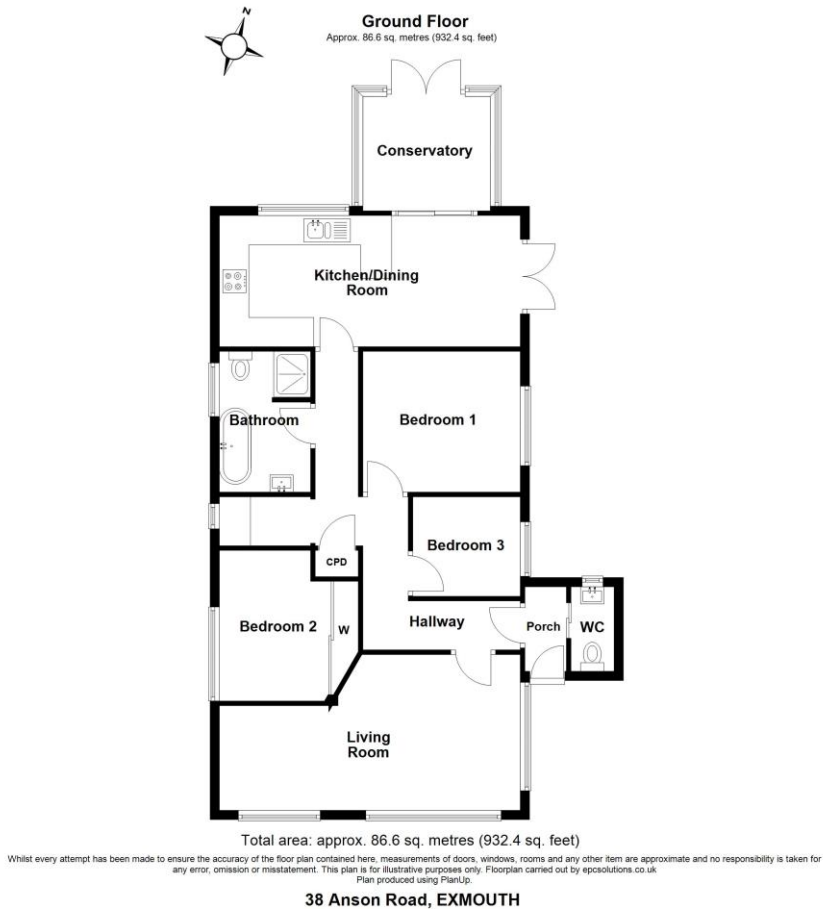 N
Ground Floor
Approx. 86.6 sq. metres (932.4 sq. feet)
Conservatory
Kitchen/Dining
Room
Bathroom
Bedroom 1
Bedroom 3
CPD
Bedroom 2
W
Hallway
Porch
WC
Living
Room
Total area: approx. 86.6 sq. metres (932.4 sq. feet)
Whilst every attempt has been made to ensure the accuracy of the floor plan contained here, measurements of doors, windows, rooms and any other item are approximate and no responsibility is taken for
any error, omission or misstatement. This plan is for illustrative purposes only. Floorplan carried out by epcsolutions.co.uk
Plan produced using PlanUp.
38 Anson Road, EXMOUTH